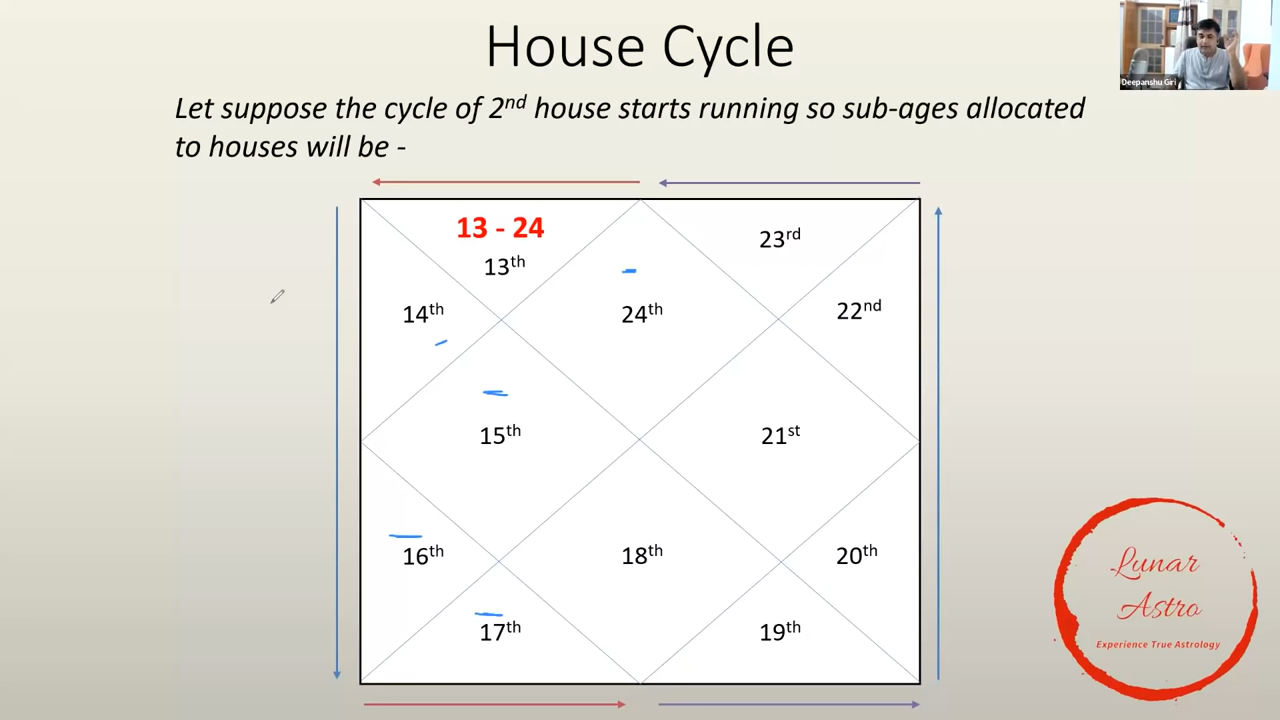 House Cycle
Deepanshu Giri
Let suppose the cycle of 2nd house starts running so sub-ages allocated
to houses will be -
13 - 24
13th
23rd
14th
24th
22nd
15th
21st
16th
18th
20th
17th
19th
Lunar
Astro
Experience True Astrology